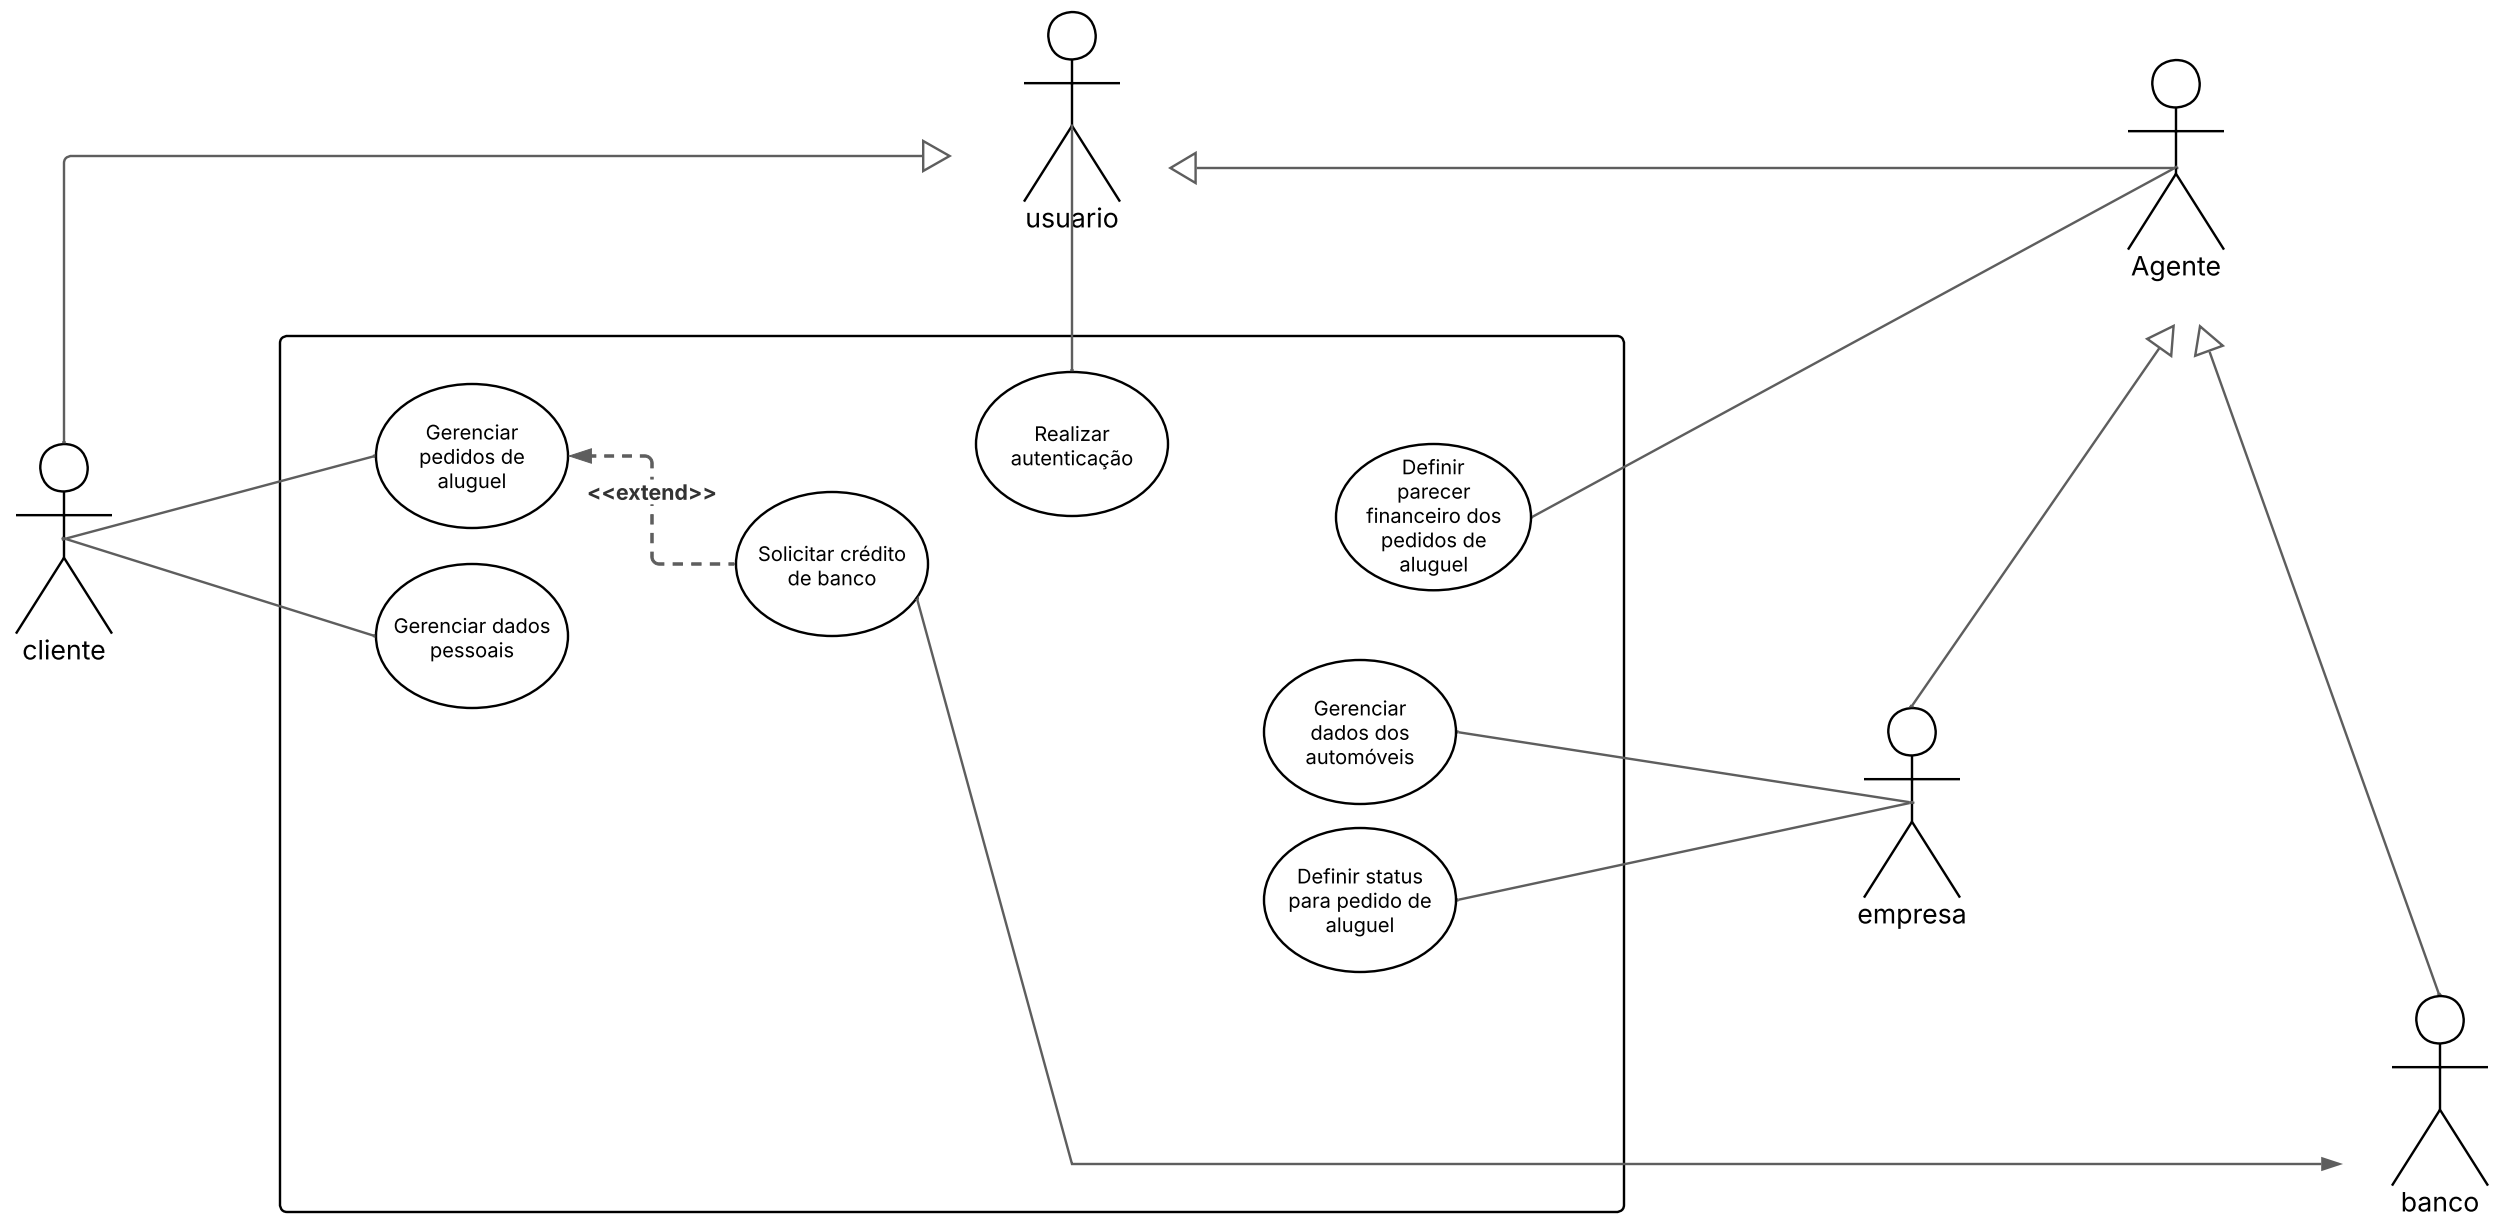 usuario
Agente
Gerenciar
pedidos de
aluguel
<<extend>>
Realizar
autenticação
Definir
parecer
financeiro dos
pedidos de
aluguel
Solicitar crédito
de banco
cliente
Gerenciar dados
pessoais
Gerenciar
dados dos
automóveis
Definir status
para pedido de
aluguel
empresa
banco